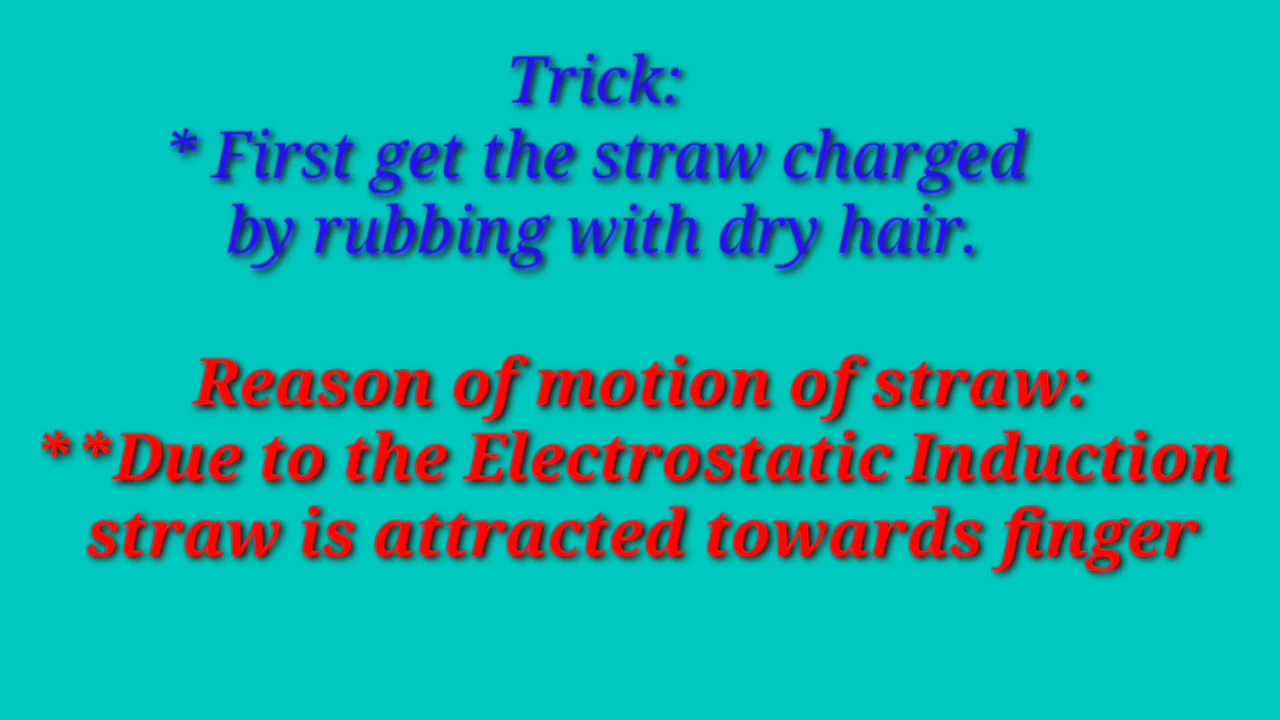 Trick:
* First get the straw charged
by rubbing with dry hair.
Reason of motion of straw:
**Due to the Electrostatic Induction
straw is attracted towards finger